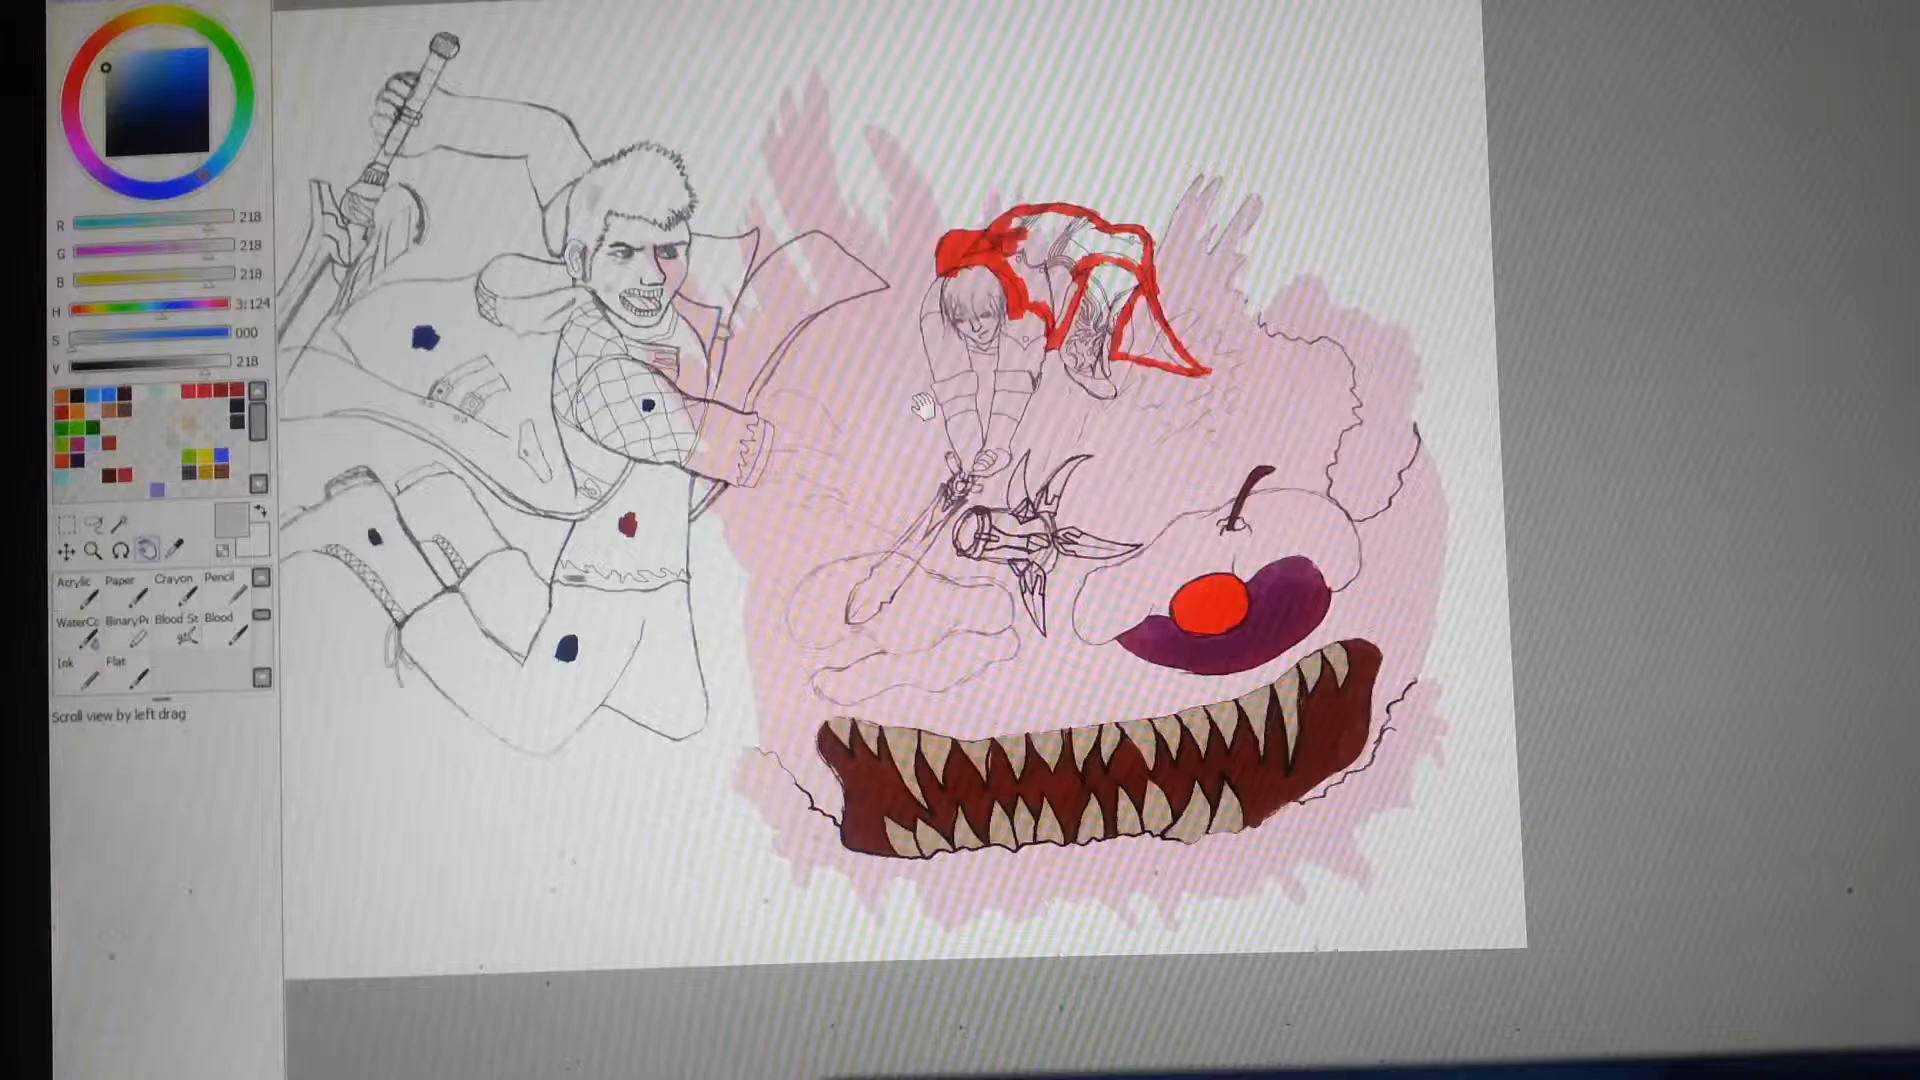 R 218
G 218
B 218
H 3:124
S 000
V 218
Acrylic Paper Crayon Pencil
WaterCc BinaryPe Blood St Blood
Ink Flat
Scroll view by left drag